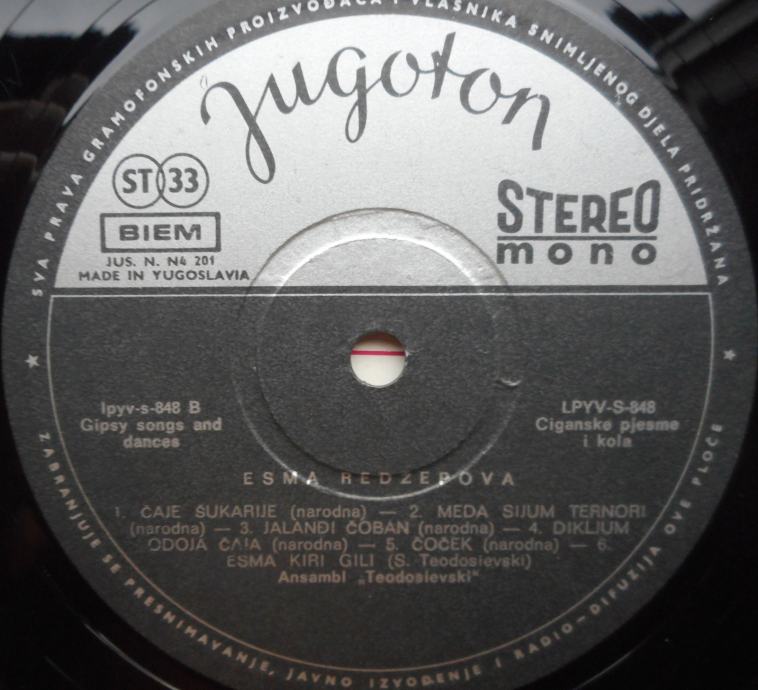 SVA PRAVA GRAMOFONSKIH PROIZVOĐAČA I VLASNIKA SNIMLJENOG DJELA PRIDRŽANA
Jugoton
ST 33
BIEM
JUS. N. N4 201
MADE IN YUGOSLAVIA
STEREO
mono
lpyv-s-848 B
Gipsy songs and
dances
LPYV-S-848
Ciganske pjesme
i kola
ESMA REDŽEPOVA
1. ČAJE ŠUKARIJE (narodna) — 2. MEDA SIJUM TERNORI
(narodna) — 3. JALANĐI ČOBAN (narodna) — 4. DIKLJUM
ODOJA ČAJA (narodna) — 5. ČOČEK (narodna) — 6.
ESMA KIRI GILI (S. Teodosievski)
Ansambl „Teodosievski“
ZABRANJUJE SE PRESNIMAVANJE, JAVNO IZVOĐENJE I RADIO-DIFUZIJA OVE PLOČE